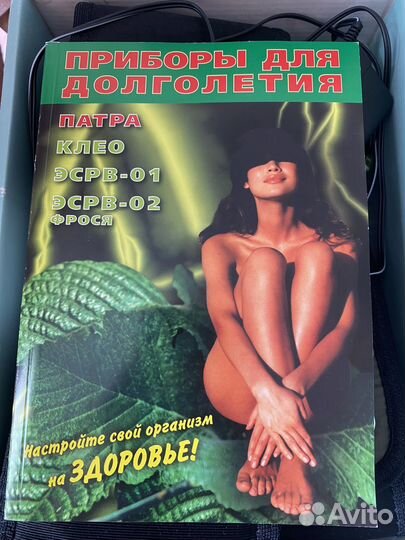 ПРИБОРЫ ДЛЯ
ДОЛГОЛЕТИЯ
ПАТРА
КЛЕО
ЭСРВ-01
ЭСРВ-02
ФРОСЯ
Настройте свой организм
на ЗДОРОВЬЕ!
Avito